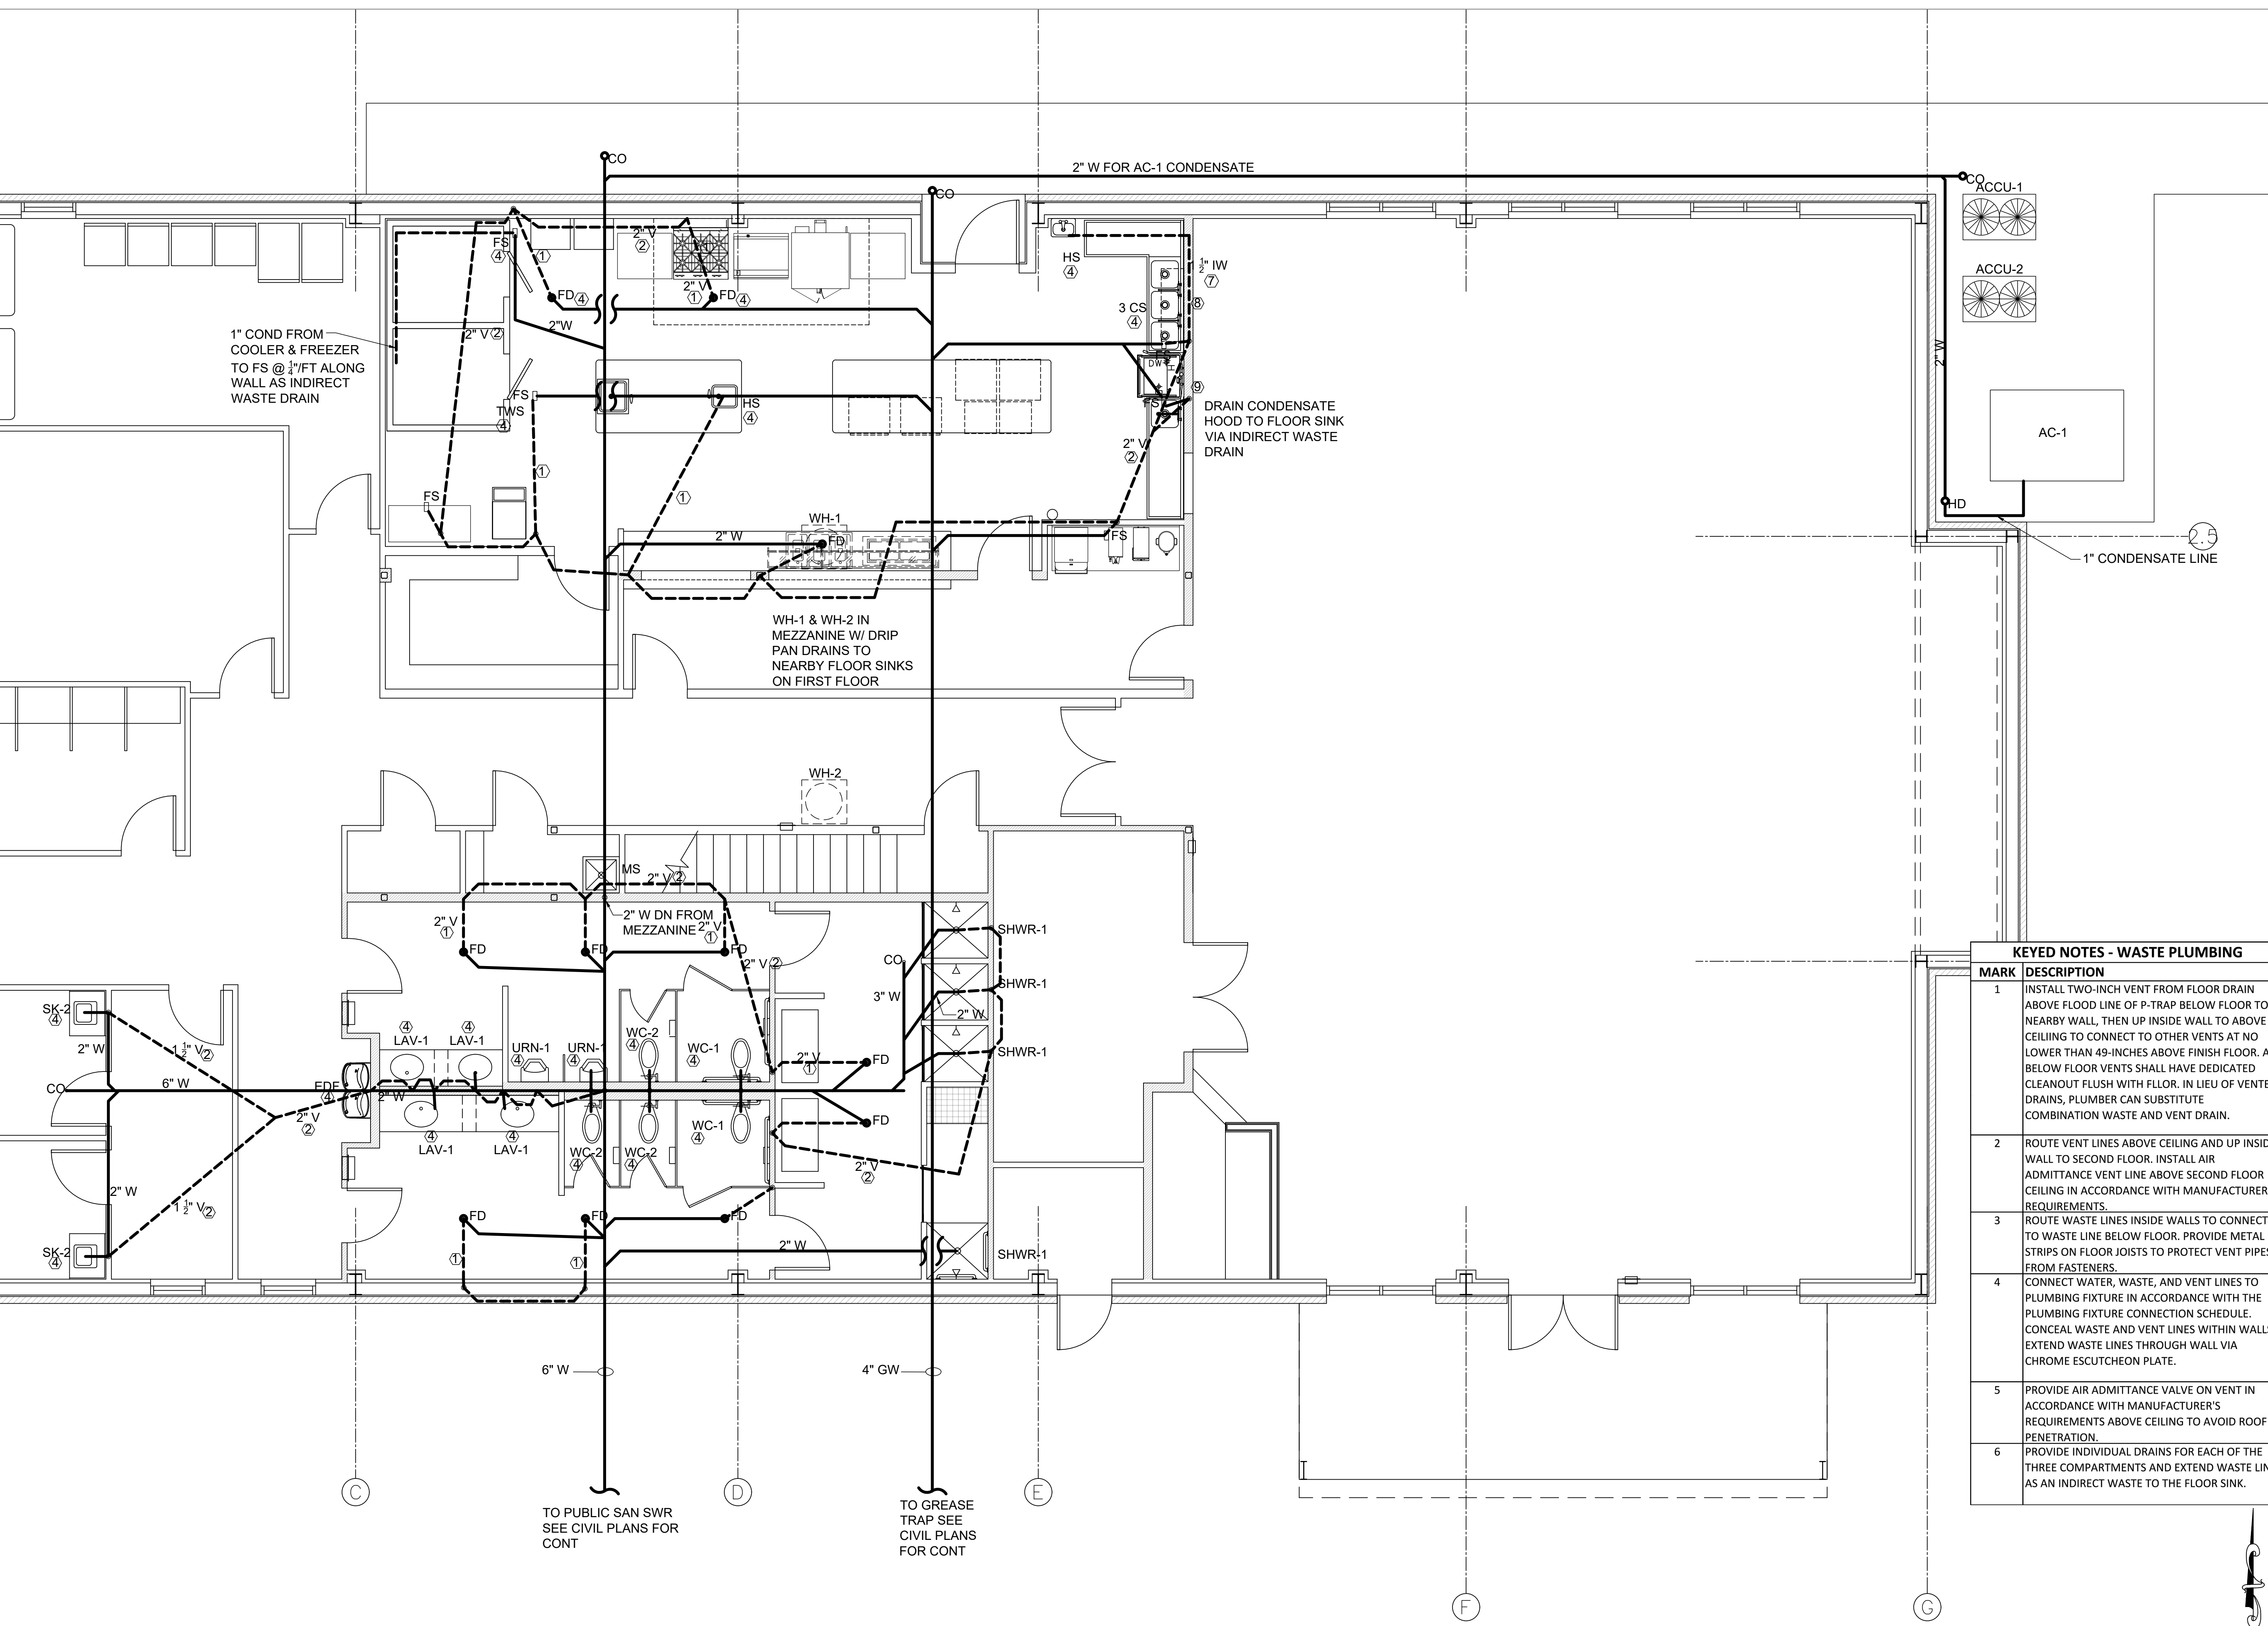 CO
2" W FOR AC-1 CONDENSATE
CO
CO
ACCU-1
ACCU-2
AC-1
2" W
HD
1" CONDENSATE LINE
2.5
FS
4
1
2" V
2
2" V
1
FD
4
FD
4
2"W
HS
4
1/2" IW
7
3 CS
4
8
1" COND FROM
COOLER & FREEZER
TO FS @ 1/4"/FT ALONG
WALL AS INDIRECT
WASTE DRAIN
2" V
2
FS
TWS
4
HS
4
DW
FS
9
DRAIN CONDENSATE
HOOD TO FLOOR SINK
VIA INDIRECT WASTE
DRAIN
2" V
2
1
1
FS
WH-1
2" W
FD
FS
WH-1 & WH-2 IN
MEZZANINE W/ DRIP
PAN DRAINS TO
NEARBY FLOOR SINKS
ON FIRST FLOOR
WH-2
MS
2" V
2
2" W DN FROM
MEZZANINE
2" V
1
2" V
1
FD
FD
FD
2" V
2
CO
3" W
2" W
SHWR-1
SHWR-1
SHWR-1
SK-2
4
2" W
1 1/2" V
2
CO
6" W
EDF
4
2" W
2" V
2
4
LAV-1
4
LAV-1
URN-1
4
URN-1
4
WC-2
4
WC-1
4
2" V
1
FD
FD
4
LAV-1
4
LAV-1
WC-2
4
WC-2
4
WC-1
4
2" V
2
2" W
1 1/2" V
2
SK-2
4
FD
FD
FD
1
1
2" W
SHWR-1
6" W
4" GW
C
D
E
F
G
TO PUBLIC SAN SWR
SEE CIVIL PLANS FOR
CONT
TO GREASE
TRAP SEE
CIVIL PLANS
FOR CONT
KEYED NOTES - WASTE PLUMBING
MARK DESCRIPTION
1 INSTALL TWO-INCH VENT FROM FLOOR DRAIN
ABOVE FLOOD LINE OF P-TRAP BELOW FLOOR TO
NEARBY WALL, THEN UP INSIDE WALL TO ABOVE
CEILIING TO CONNECT TO OTHER VENTS AT NO
LOWER THAN 49-INCHES ABOVE FINISH FLOOR.
BELOW FLOOR VENTS SHALL HAVE DEDICATED
CLEANOUT FLUSH WITH FLLOR. IN LIEU OF
DRAINS, PLUMBER CAN SUBSTITUTE
COMBINATION WASTE AND VENT DRAIN.
2 ROUTE VENT LINES ABOVE CEILING AND UP
WALL TO SECOND FLOOR. INSTALL AIR
ADMITTANCE VENT LINE ABOVE SECOND FLOOR
CEILING IN ACCORDANCE WITH
REQUIREMENTS.
3 ROUTE WASTE LINES INSIDE WALLS TO CONNECT
TO WASTE LINE BELOW FLOOR. PROVIDE METAL
STRIPS ON FLOOR JOISTS TO PROTECT VENT
FROM FASTENERS.
4 CONNECT WATER, WASTE, AND VENT LINES TO
PLUMBING FIXTURE IN ACCORDANCE WITH THE
PLUMBING FIXTURE CONNECTION SCHEDULE.
CONCEAL WASTE AND VENT LINES WITHIN
EXTEND WASTE LINES THROUGH WALL VIA
CHROME ESCUTCHEON PLATE.
5 PROVIDE AIR ADMITTANCE VALVE ON VENT IN
ACCORDANCE WITH MANUFACTURER'S
REQUIREMENTS ABOVE CEILING TO AVOID ROOF
PENETRATION.
6 PROVIDE INDIVIDUAL DRAINS FOR EACH OF THE
THREE COMPARTMENTS AND EXTEND WASTE
AS AN INDIRECT WASTE TO THE FLOOR SINK.